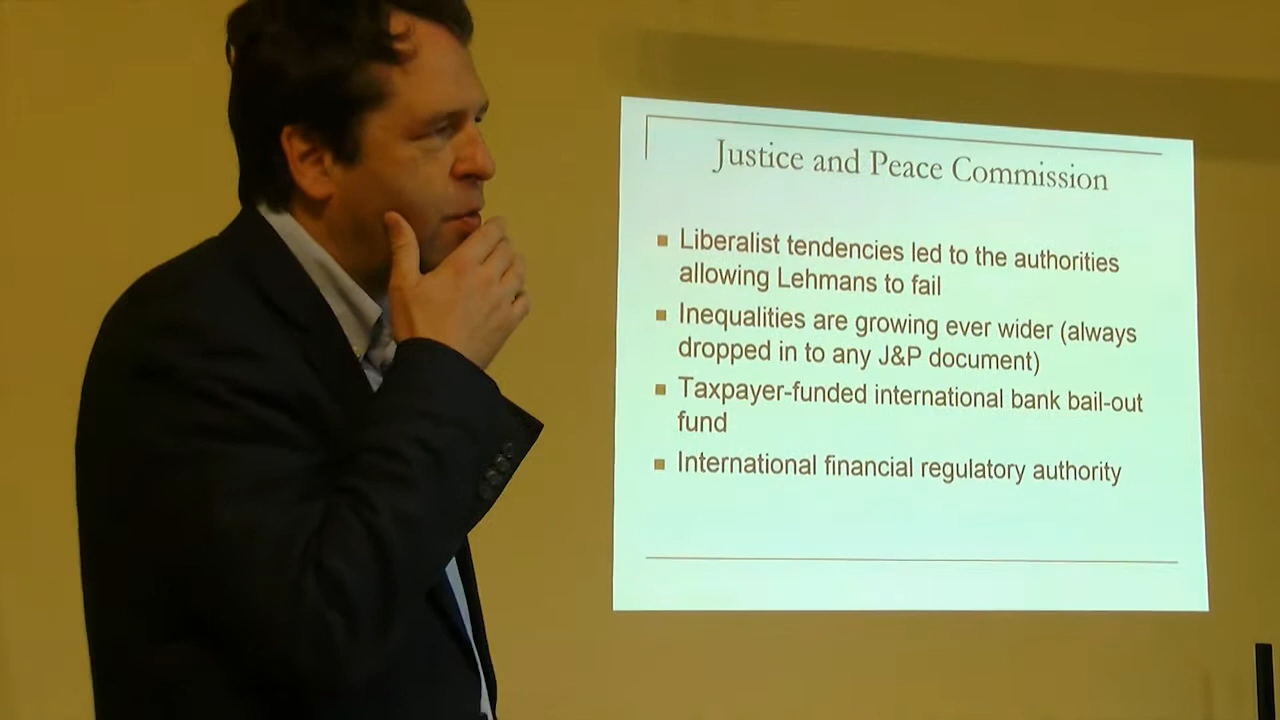 Justice and Peace Commission
Liberalist tendencies led to the authorities
allowing Lehmans to fail
Inequalities are growing ever wider (always
dropped in to any J&P document)
Taxpayer-funded international bank bail-out
fund
International financial regulatory authority